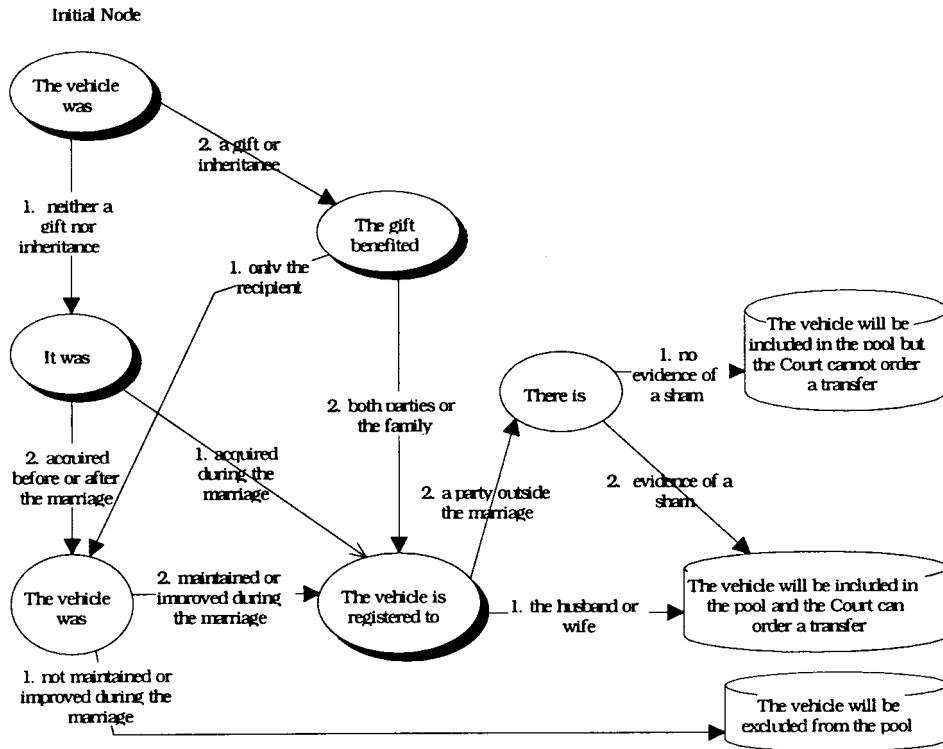 Initial Node
The vehicle
was
2. a gift or
inheritance
1. neither a
gift nor
inheritance
The gift
benefited
1. only the
recipient
It was
The vehicle will be
included in the pool but
the Court cannot order
a transfer
1. no
evidence of
a sham
There is
2. both parties or
the family
2. acquired
before or after
the marriage
1. acquired
during the
marriage
2. a party outside
the marriage
2. evidence of a
sham
The vehicle
was
2. maintained or
improved during
the marriage
The vehicle is
registered to
1. the husband or
wife
The vehicle will be included in
the pool and the Court can
order a transfer
1. not maintained or
improved during the
marriage
The vehicle will be
excluded from the pool